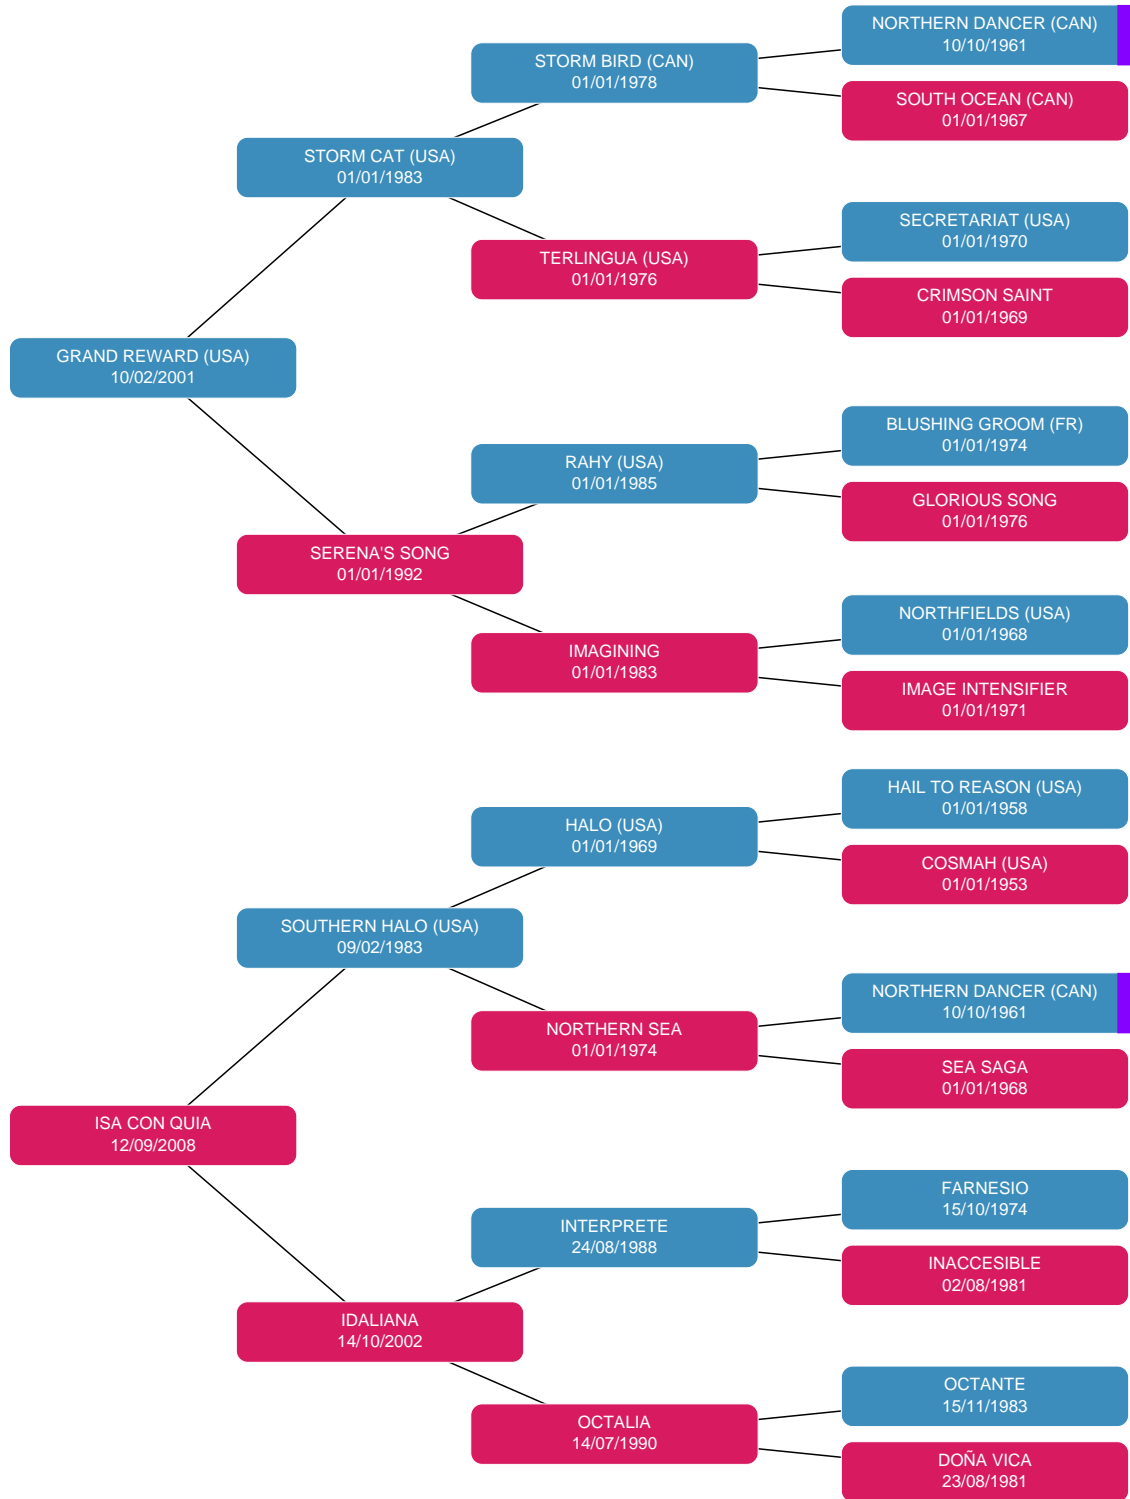 NORTHERN DANCER (CAN)
10/10/1961
STORM BIRD (CAN)
01/01/1978
SOUTH OCEAN (CAN)
01/01/1967
STORM CAT (USA)
01/01/1983
SECRETARIAT (USA)
01/01/1970
TERLINGUA (USA)
01/01/1976
CRIMSON SAINT
01/01/1969
GRAND REWARD (USA)
10/02/2001
BLUSHING GROOM (FR)
01/01/1974
RAHY (USA)
01/01/1985
GLORIOUS SONG
01/01/1976
SERENA'S SONG
01/01/1992
NORTHFIELDS (USA)
01/01/1968
IMAGINING
01/01/1983
IMAGE INTENSIFIER
01/01/1971
HAIL TO REASON (USA)
01/01/1958
HALO (USA)
01/01/1969
COSMAH (USA)
01/01/1953
SOUTHERN HALO (USA)
09/02/1983
NORTHERN DANCER (CAN)
10/10/1961
NORTHERN SEA
01/01/1974
SEA SAGA
01/01/1968
ISA CON QUIA
12/09/2008
FARNESIO
15/10/1974
INTERPRETE
24/08/1988
INACCESIBLE
02/08/1981
IDALIANA
14/10/2002
OCTANTE
15/11/1983
OCTALIA
14/07/1990
DOÑA VICA
23/08/1981